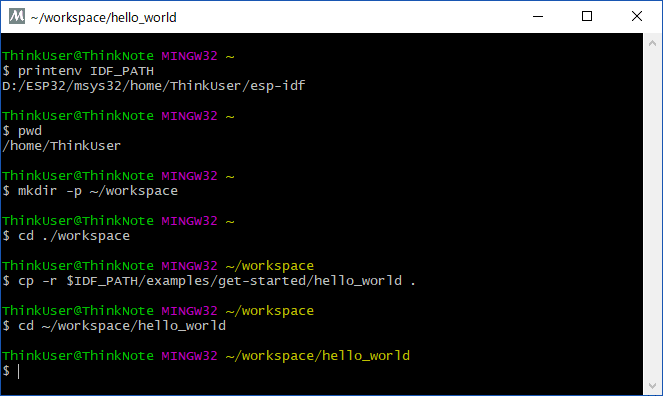 ~/workspace/hello_world
ThinkUser@ThinkNote MINGW32 ~
$ printenv IDF_PATH
D:/ESP32/msys32/home/ThinkUser/esp-idf
ThinkUser@ThinkNote MINGW32 ~
$ pwd
/home/ThinkUser
ThinkUser@ThinkNote MINGW32 ~
$ mkdir -p ~/workspace
ThinkUser@ThinkNote MINGW32 ~
$ cd ./workspace
ThinkUser@ThinkNote MINGW32 ~/workspace
$ cp -r $IDF_PATH/examples/get-started/hello_world .
ThinkUser@ThinkNote MINGW32 ~/workspace
$ cd ~/workspace/hello_world
ThinkUser@ThinkNote MINGW32 ~/workspace/hello_world
$